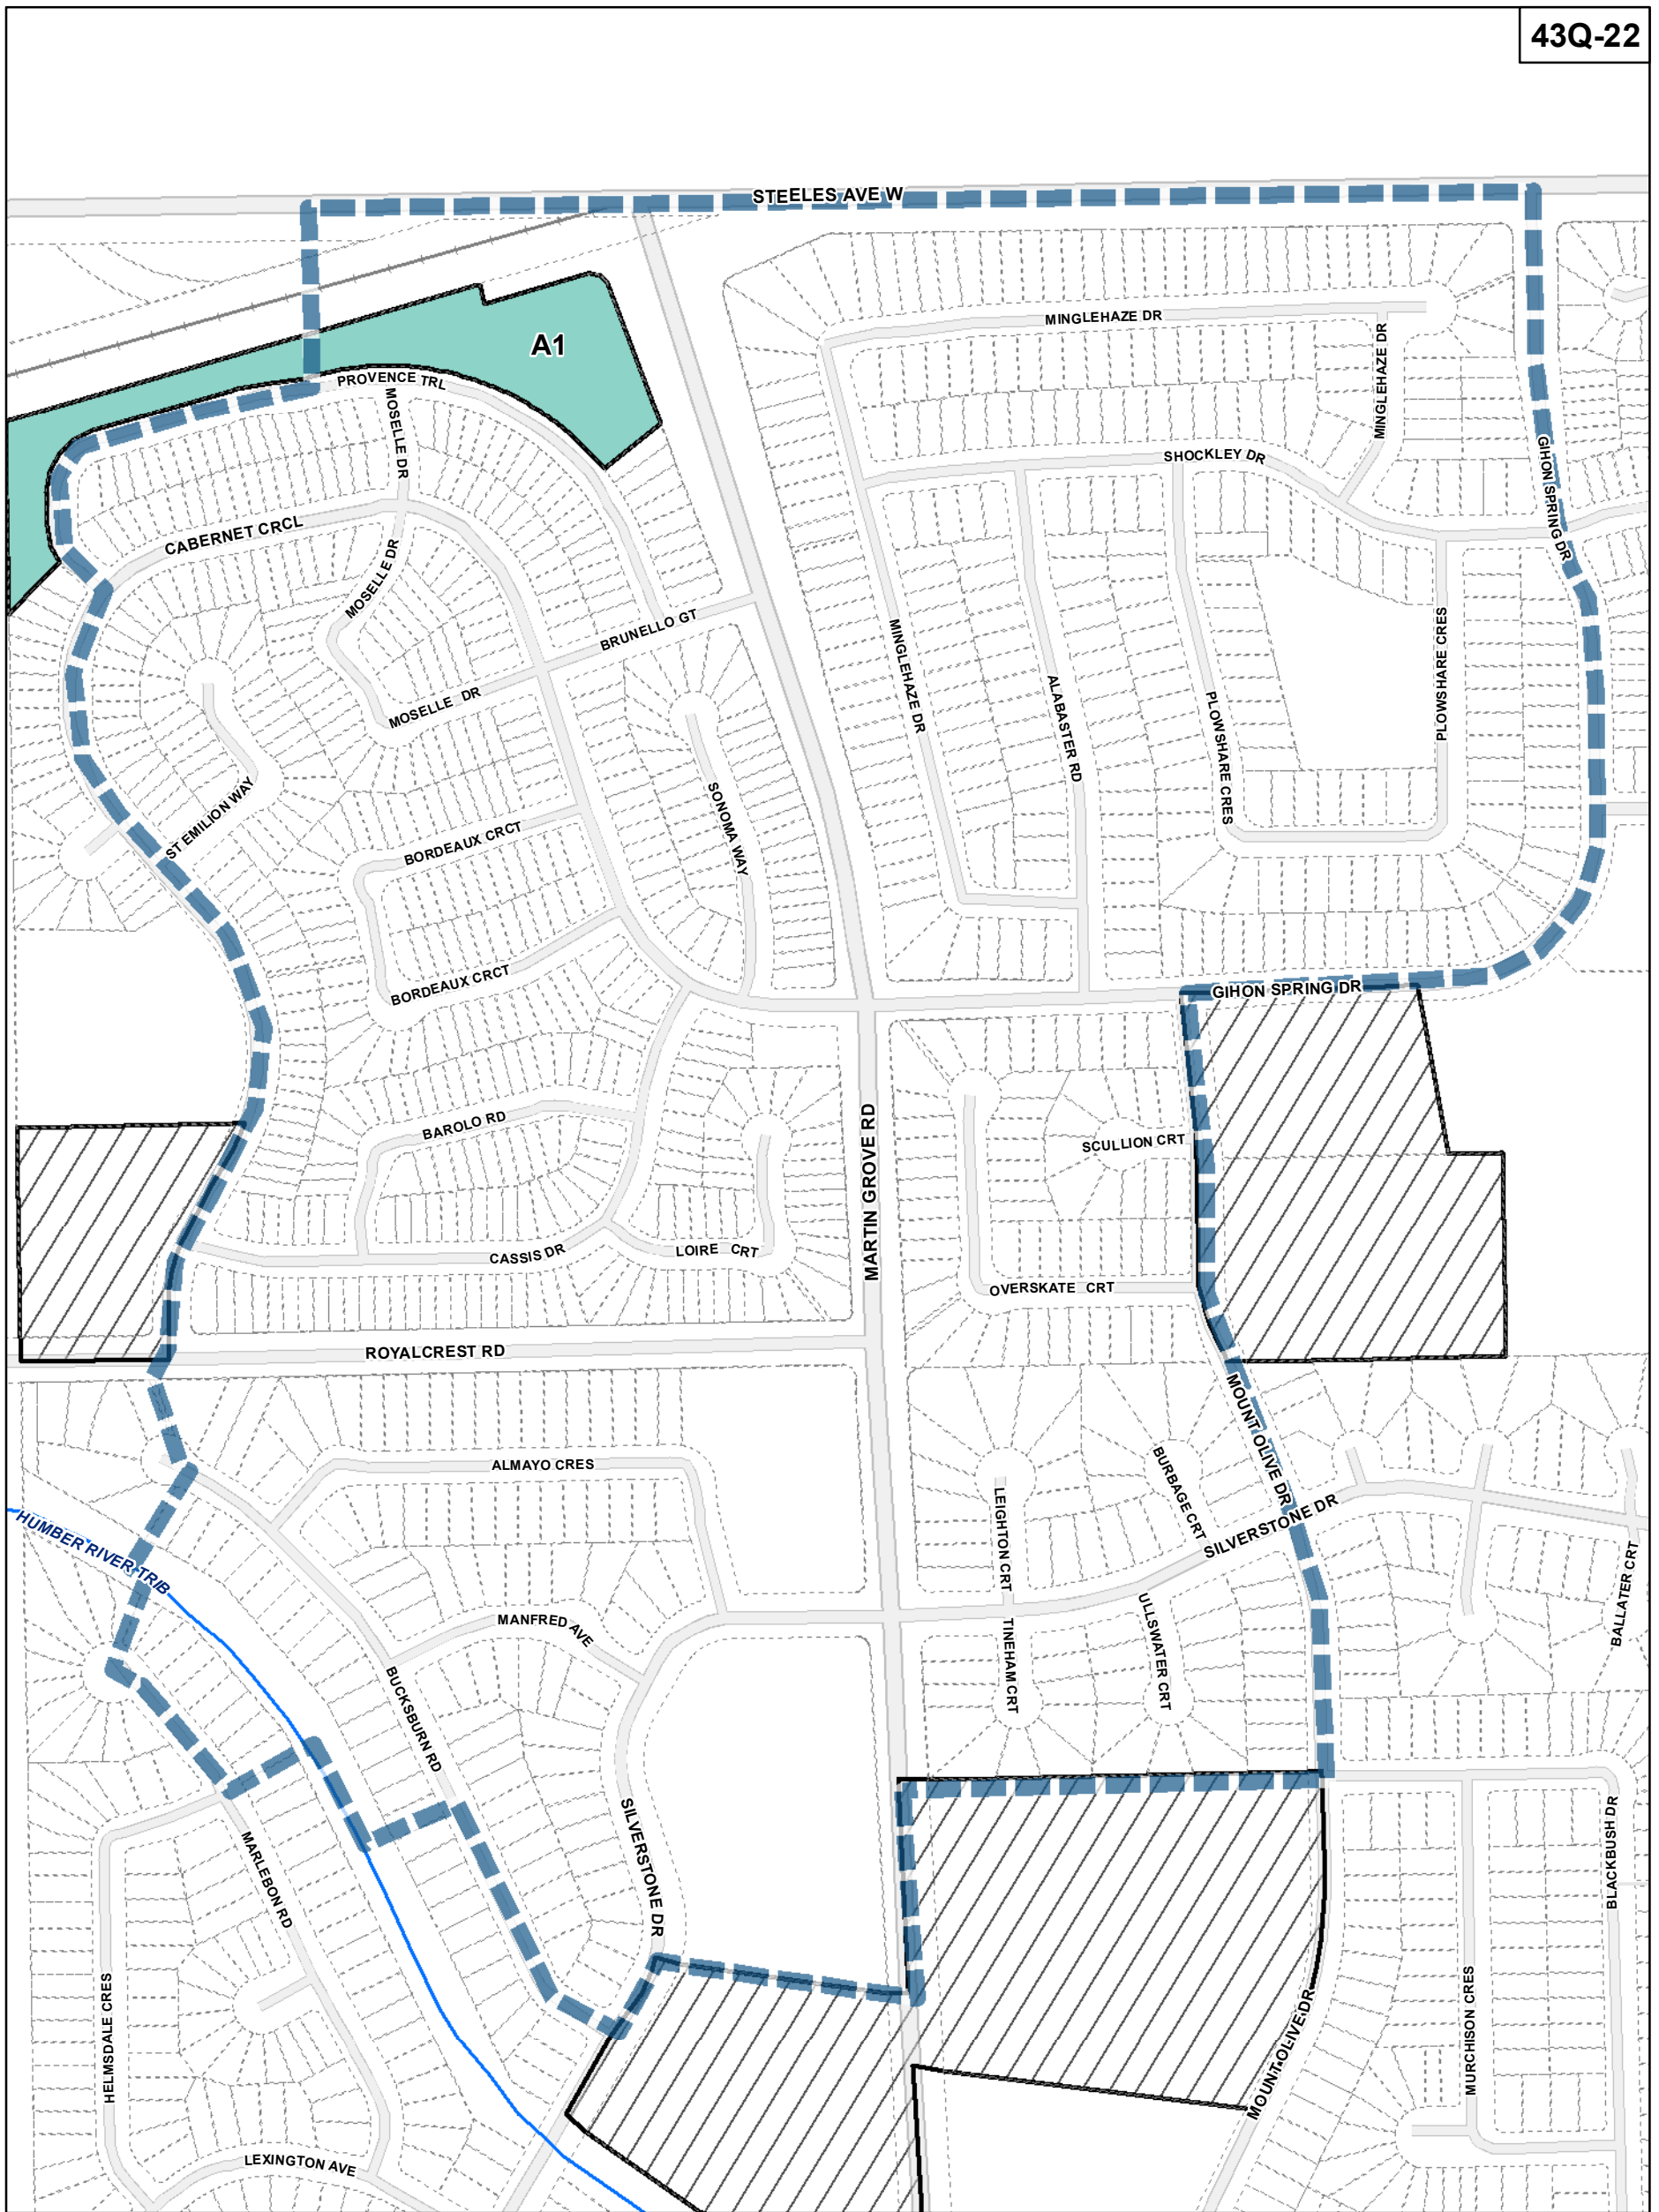 43Q-22
STEELES AVE W
MINGLEHAZE DR
A1
MINGLEHAZE DR
PROVENCE TRL
MOSELLE DR
SHOCKLEY DR
GIHON SPRING DR
CABERNET CRCL
MOSELLE DR
BRUNELLO GT
MINGLEHAZE DR
PLOWSHARE CRES
MOSELLE DR
ALABASTER RD
PLOWSHARE CRES
ST EMILION WAY
SONOMA WAY
BORDEAUX CRCT
BORDEAUX CRCT
GIHON SPRING DR
BAROLO RD
MARTIN GROVE RD
SCULLION CRT
CASSIS DR
LOIRE CRT
OVERSKATE CRT
ROYALCREST RD
MOUNT OLIVE DR
ALMAYO CRES
LEIGHTON CRT
BURBAGE CRT
SILVERSTONE DR
HUMBER RIVER TRIB
BALLATER CRT
MANFRED AVE
TINEHAM CRT
ULLSWATER CRT
BUCKSBURN RD
SILVERSTONE DR
MARLEBON RD
BLACKBUSH DR
HELMSDALE CRES
MURCHISON CRES
MOUNT OLIVE DR
LEXINGTON AVE